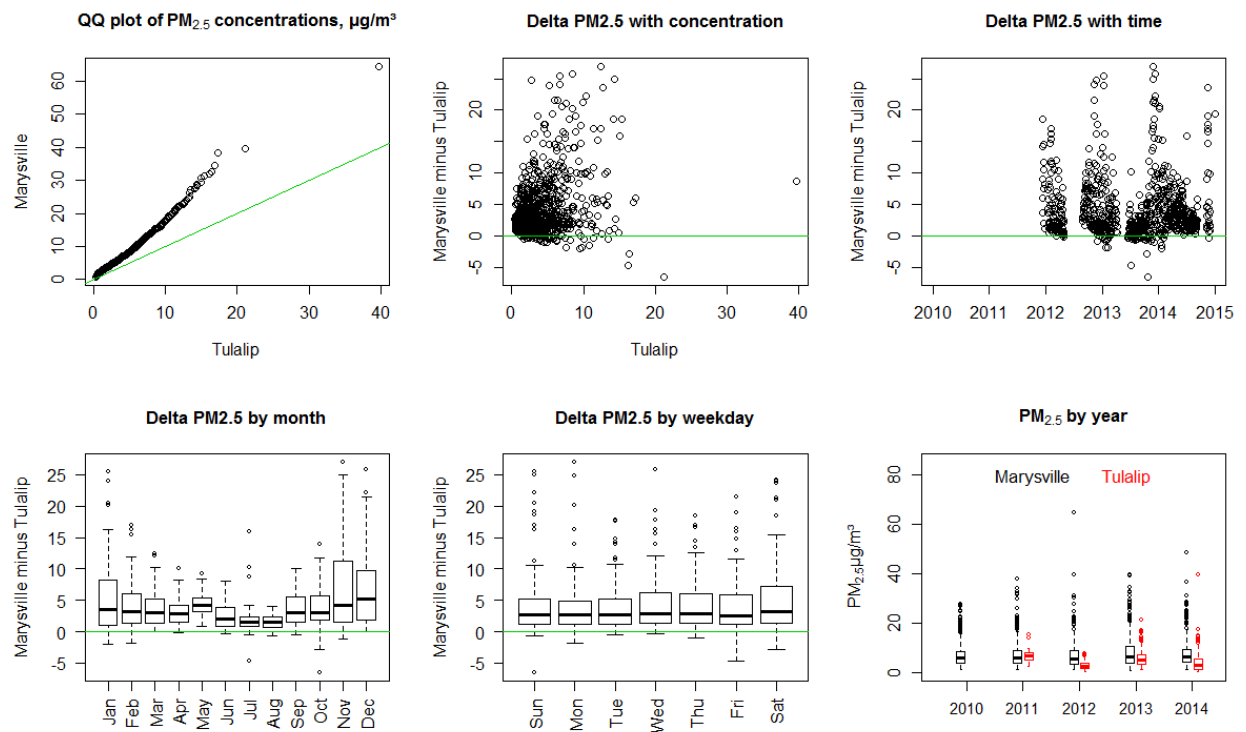 QQ plot of PM2.5 concentrations, µg/m³
Marysville
0 10 20 30 40 50 60
0 10 20 30 40
Tulalip
Delta PM2.5 with concentration
Marysville minus Tulalip
-5 0 5 10 20
0 10 20 30 40
Tulalip
Delta PM2.5 with time
Marysville minus Tulalip
-5 0 5 10 20
2010 2011 2012 2013 2014 2015
Delta PM2.5 by month
Marysville minus Tulalip
-5 0 5 10 15 20 25
Jan Feb Mar Apr May Jun Jul Aug Sep Oct Nov Dec
Delta PM2.5 by weekday
Marysville minus Tulalip
-5 0 5 10 15 20 25
Sun Mon Tue Wed Thu Fri Sat
PM2.5 by year
Marysville Tulalip
PM2.5µg/m³
0 20 40 60 80
2010 2011 2012 2013 2014